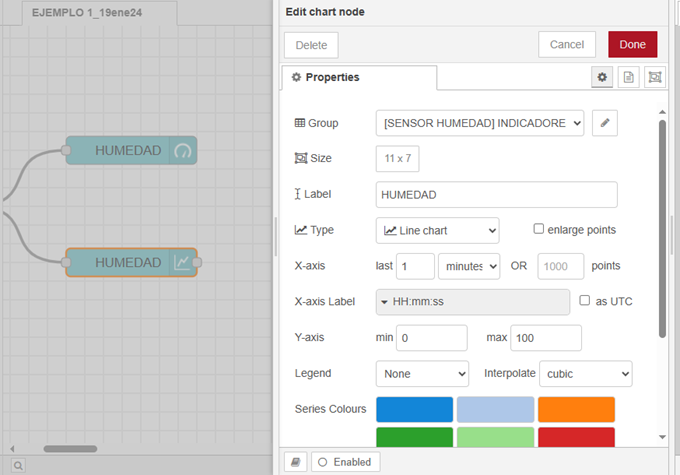 EJEMPLO 1_19ene24
HUMEDAD
HUMEDAD
Edit chart node
Delete
Cancel
Done
Properties
Group
[SENSOR HUMEDAD] INDICADORE
Size
11 x 7
Label
HUMEDAD
Type
Line chart
enlarge points
X-axis
last
1
minutes
OR
1000
points
X-axis Label
HH:mm:ss
as UTC
Y-axis
min
0
max
100
Legend
None
Interpolate
cubic
Series Colours
Enabled